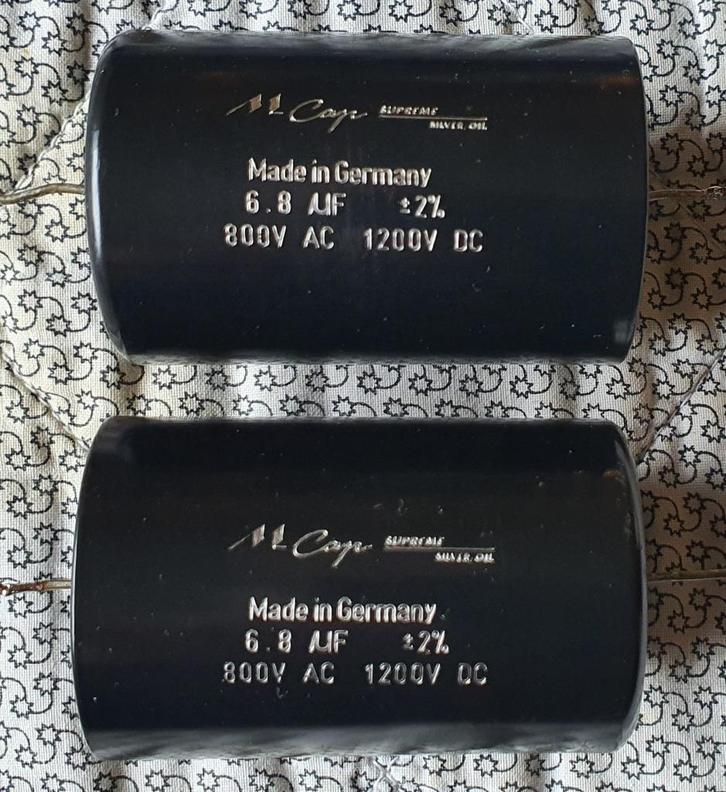 M Cap SUPREME
SILVER.OIL
Made in Germany
6.8 µF ±2%
800V AC 1200V DC
M Cap SUPREME
SILVER.OIL
Made in Germany
6.8 µF ±2%
800V AC 1200V DC